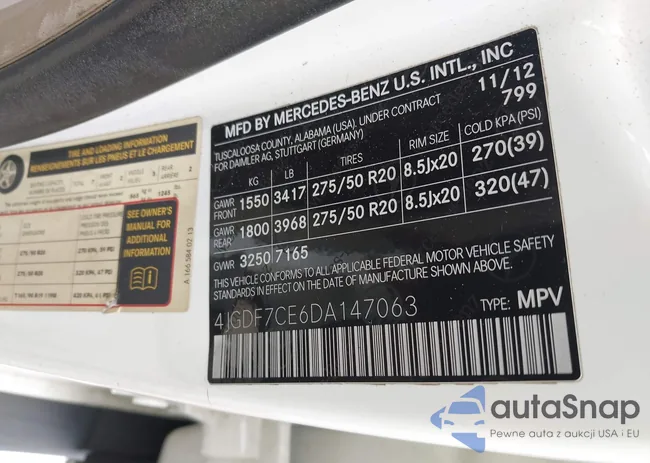 TIRE AND LOADING INFORMATION
RENSEIGNEMENTS SUR LES PNEUS ET LE CHARGEMENT
SEE OWNER'S
MANUAL FOR
ADDITIONAL
INFORMATION
A 166 584 02 13
MFD BY MERCEDES-BENZ U.S. INTL., INC
TUSCALOOSA COUNTY, ALABAMA (USA), UNDER CONTRACT 11/12
FOR DAIMLER AG, STUTTGART (GERMANY) 799
KG LB TIRES RIM SIZE COLD KPA (PSI)
GAWR FRONT 1550 3417 275/50 R20 8.5Jx20 270(39)
GAWR REAR 1800 3968 275/50 R20 8.5Jx20 320(47)
GVWR 3250 7165
THIS VEHICLE CONFORMS TO ALL APPLICABLE FEDERAL MOTOR VEHICLE SAFETY
STANDARDS IN EFFECT ON THE DATE OF MANUFACTURE SHOWN ABOVE.
4JGDF7CE6DA147063 TYPE: MPV
autaSnap
Pewne auta z aukcji USA i EU